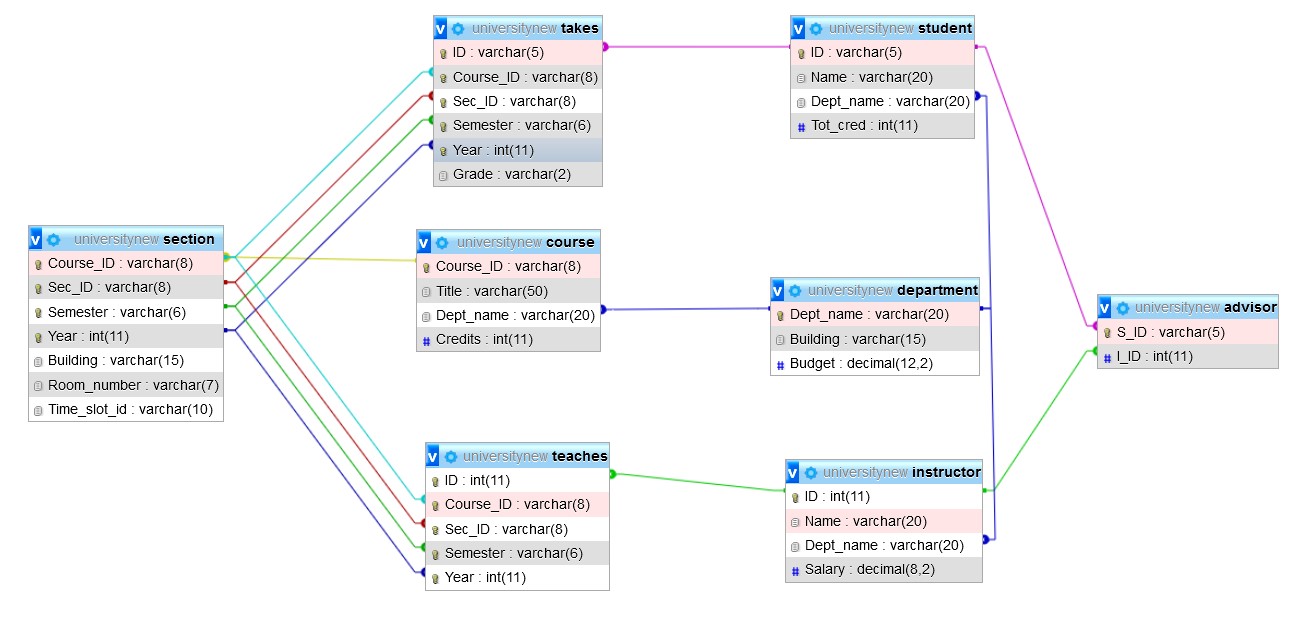 v universitynew takes
ID : varchar(5)
Course_ID : varchar(8)
Sec_ID : varchar(8)
Semester : varchar(6)
Year : int(11)
Grade : varchar(2)
v universitynew student
ID : varchar(5)
Name : varchar(20)
Dept_name : varchar(20)
# Tot_cred : int(11)
v universitynew section
Course_ID : varchar(8)
Sec_ID : varchar(8)
Semester : varchar(6)
Year : int(11)
Building : varchar(15)
Room_number : varchar(7)
Time_slot_id : varchar(10)
v universitynew course
Course_ID : varchar(8)
Title : varchar(50)
Dept_name : varchar(20)
# Credits : int(11)
v universitynew department
Dept_name : varchar(20)
Building : varchar(15)
# Budget : decimal(12,2)
v universitynew advisor
S_ID : varchar(5)
# I_ID : int(11)
v universitynew teaches
ID : int(11)
Course_ID : varchar(8)
Sec_ID : varchar(8)
Semester : varchar(6)
Year : int(11)
v universitynew instructor
ID : int(11)
Name : varchar(20)
Dept_name : varchar(20)
# Salary : decimal(8,2)